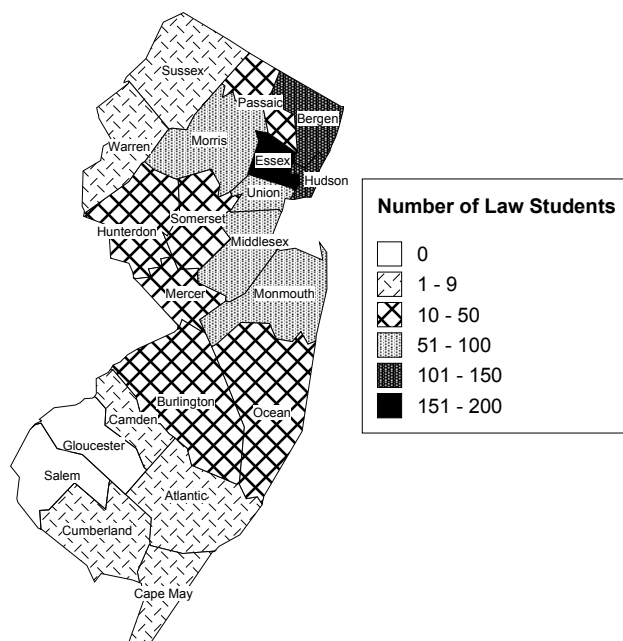 Sussex
Passaic
Bergen
Warren
Morris
Essex
Hudson
Union
Somerset
Hunterdon
Middlesex
Mercer
Monmouth
Burlington
Ocean
Camden
Gloucester
Salem
Atlantic
Cumberland
Cape May
Number of Law Students
0
1 - 9
10 - 50
51 - 100
101 - 150
151 - 200